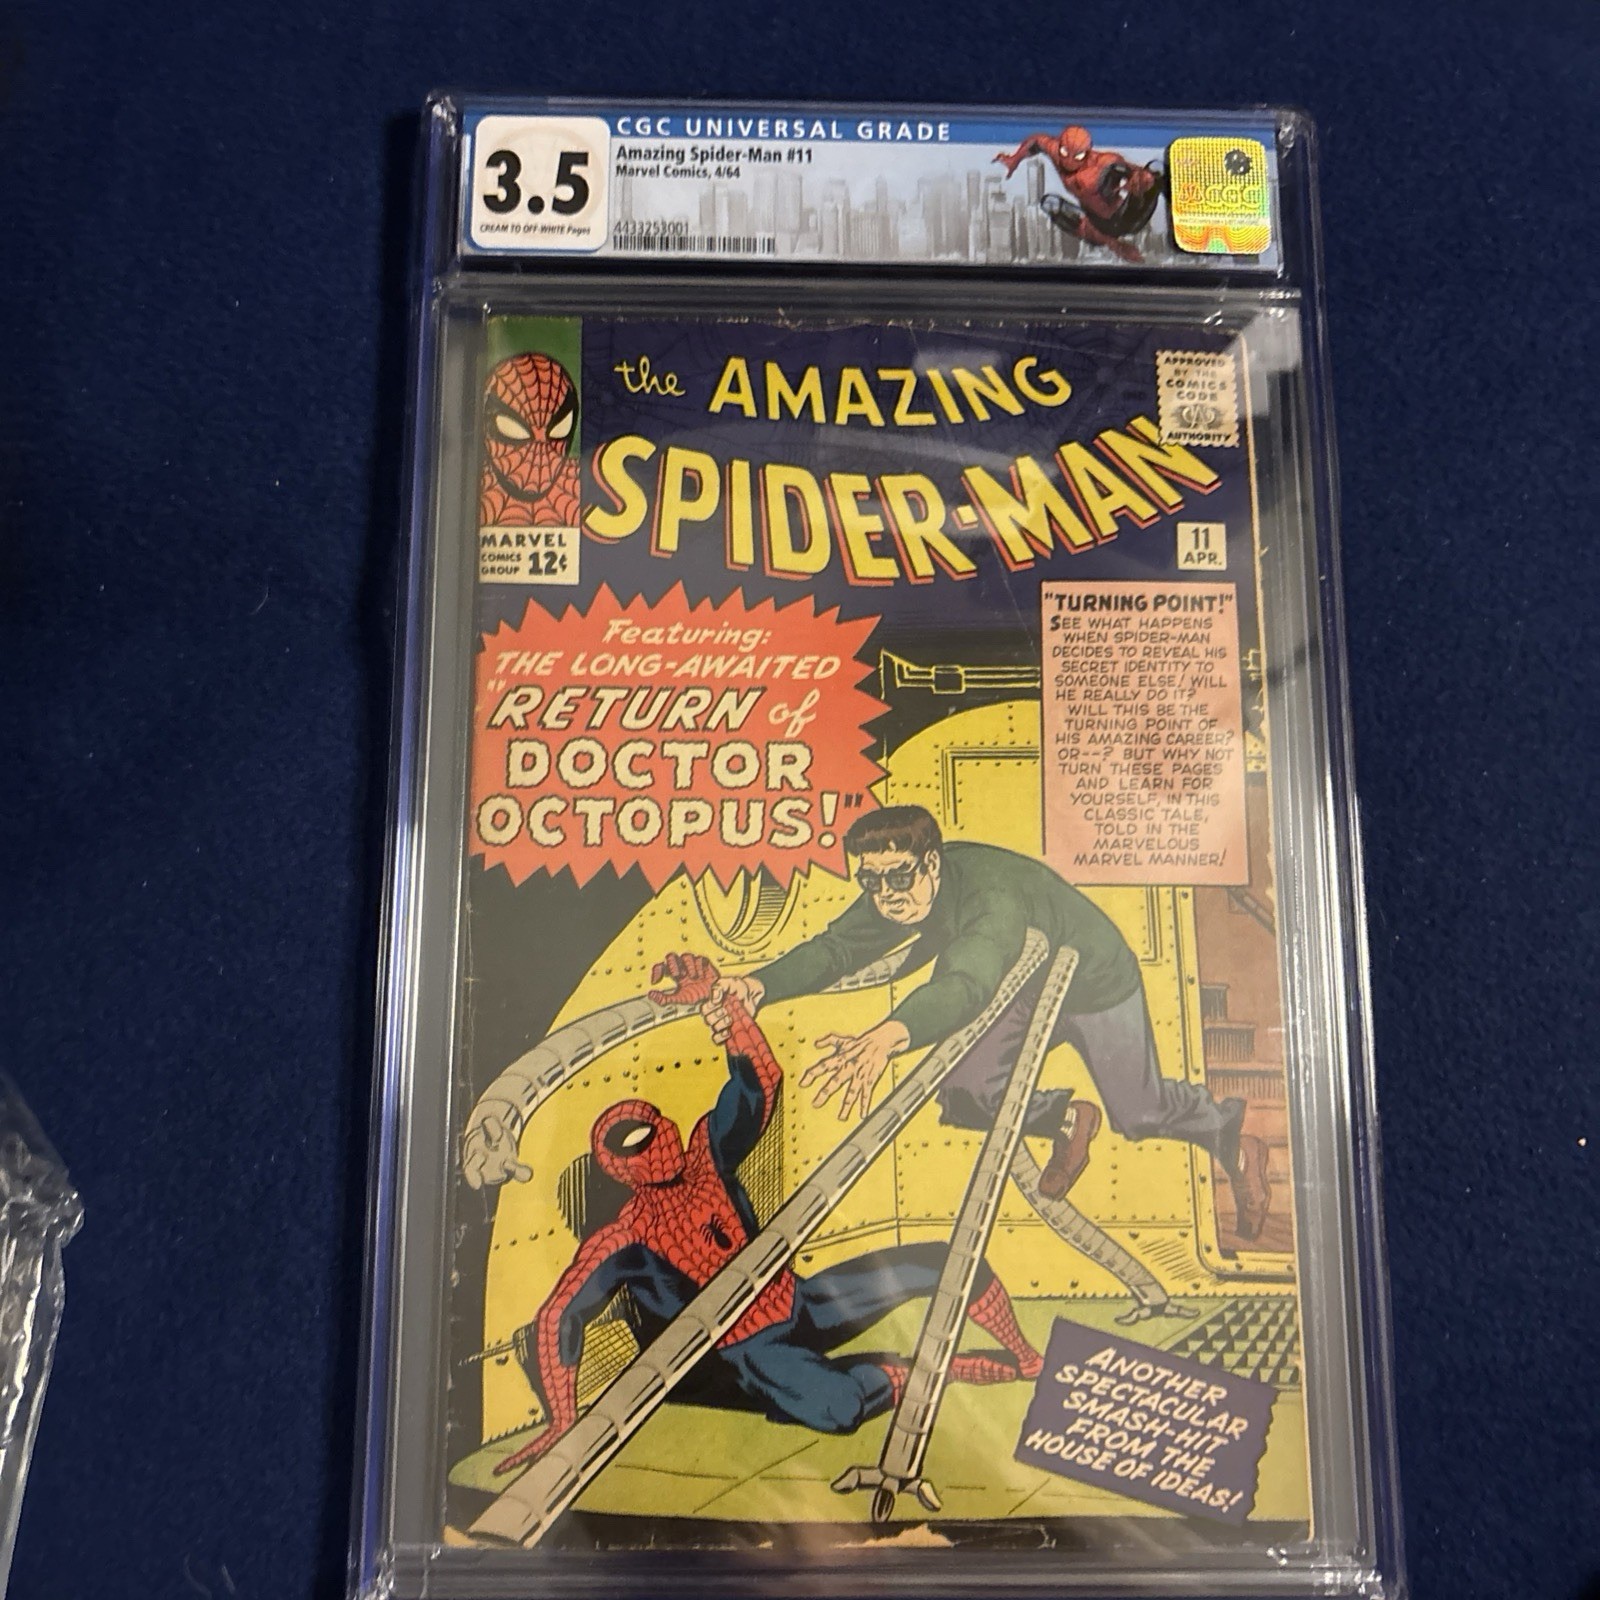 CGC UNIVERSAL GRADE
3.5
CREAM TO OFF-WHITE Pages
Amazing Spider-Man #11
Marvel Comics, 4/64
4433253001
CGC
the AMAZING
SPIDER-MAN
APPROVED
BY THE
COMICS
CODE
CA
AUTHORITY
MARVEL
COMICS
GROUP 12¢
11
APR.
Featuring:
THE LONG-AWAITED
"RETURN of
DOCTOR
OCTOPUS!"
"TURNING POINT!"
SEE WHAT HAPPENS
WHEN SPIDER-MAN
DECIDES TO REVEAL HIS
SECRET IDENTITY TO
SOMEONE ELSE! WILL
HE REALLY DO IT?
WILL THIS BE THE
TURNING POINT OF
HIS AMAZING CAREER?
OR--? BUT WHY NOT
TURN THESE PAGES
AND LEARN FOR
YOURSELF, IN THIS
CLASSIC TALE,
TOLD IN THE
MARVELOUS
MARVEL MANNER!
ANOTHER
SPECTACULAR
SMASH-HIT
FROM THE
HOUSE OF IDEAS!